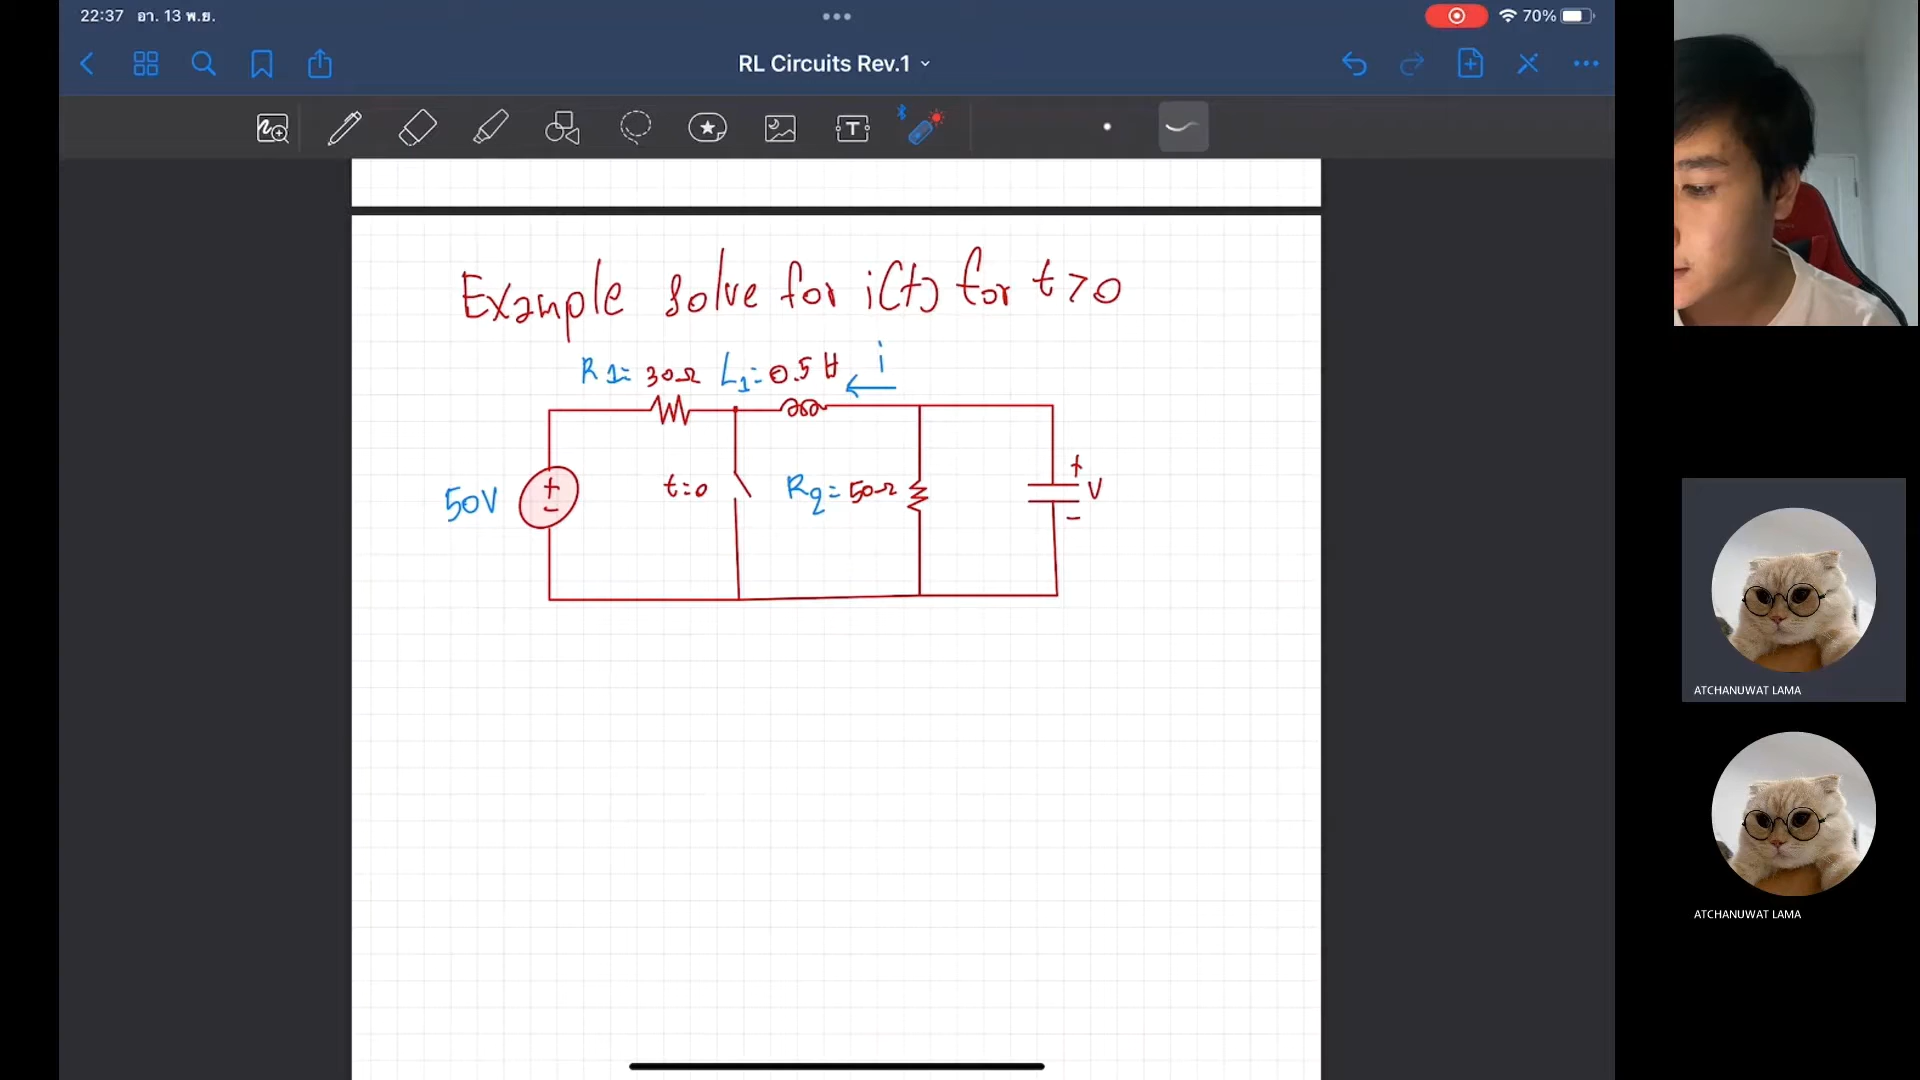 22:37 อา. 13 พ.ย.
70%
RL Circuits Rev.1
T
Example solve for i(t) for t>0
R1= 30Ω L1=0.5 H i
50V + - t=0 R2= 50Ω + V -
ATCHANUWAT LAMA
ATCHANUWAT LAMA